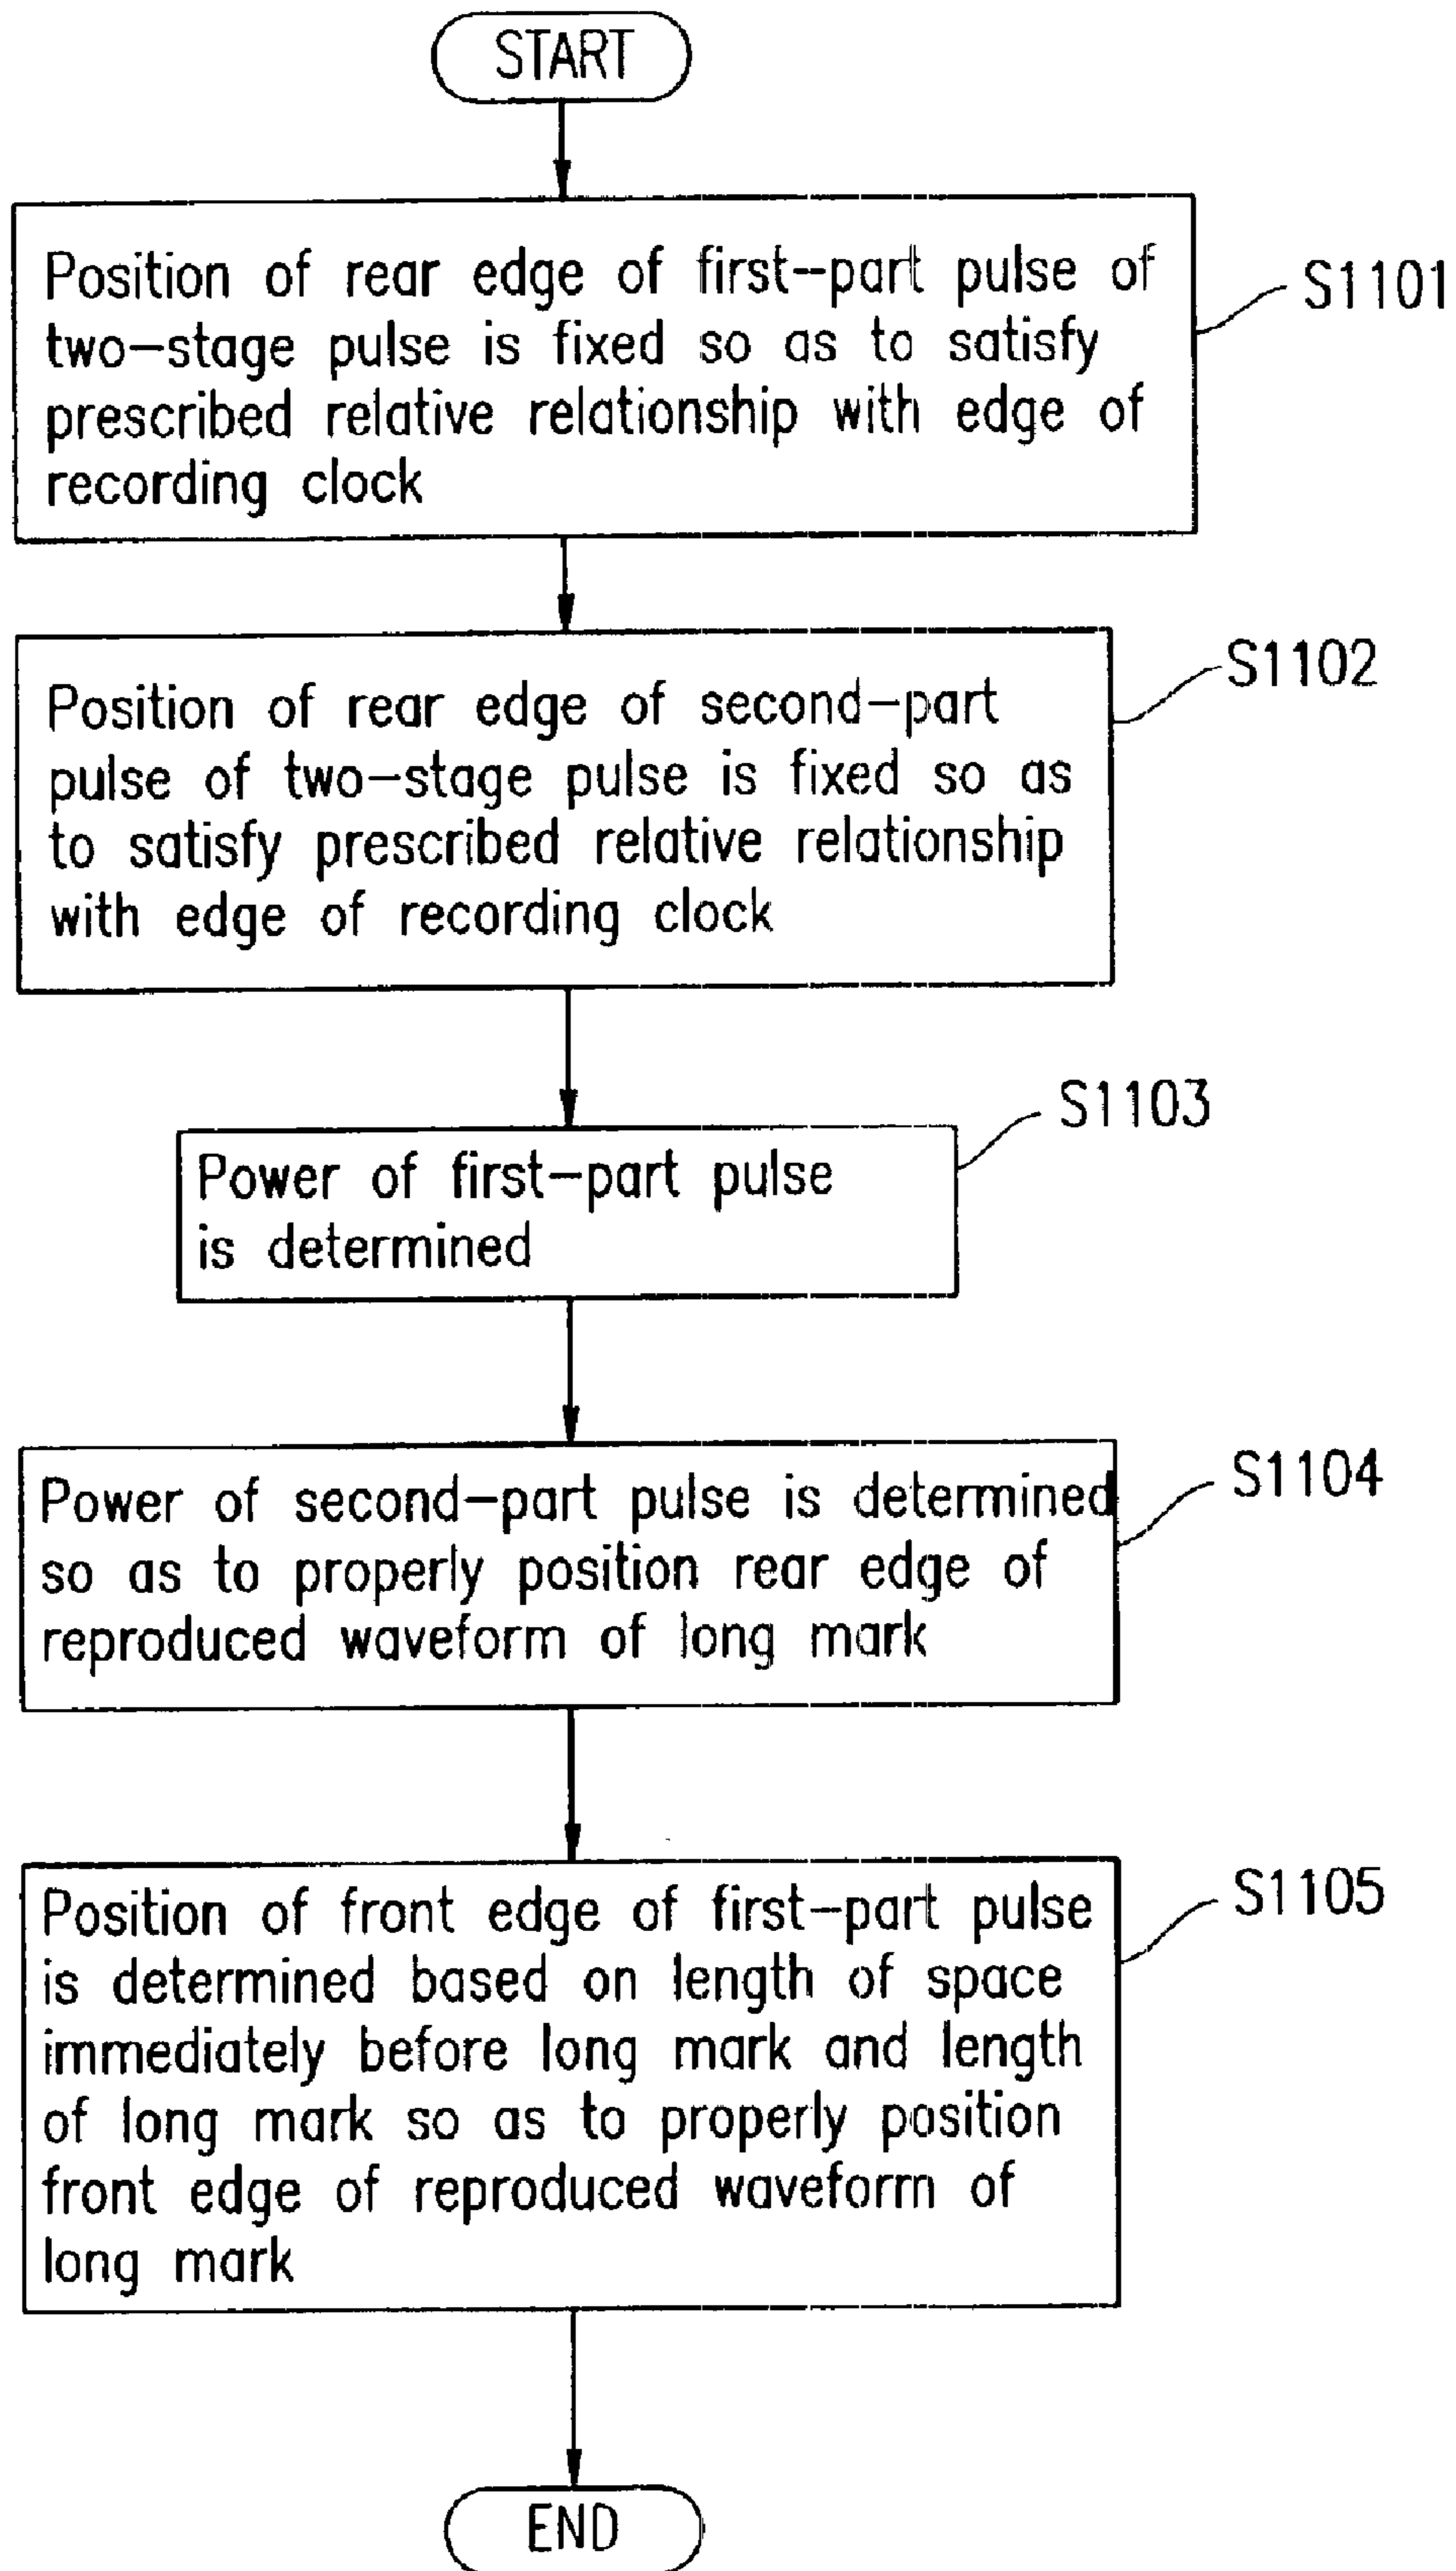 START
Position of rear edge of first-part pulse of
two-stage pulse is fixed so as to satisfy
prescribed relative relationship with edge of
recording clock
S1101
Position of rear edge of second-part
pulse of two-stage pulse is fixed so as
to satisfy prescribed relative relationship
with edge of recording clock
S1102
Power of first-part pulse
is determined
S1103
Power of second-part pulse is determined
so as to properly position rear edge of
reproduced waveform of long mark
S1104
Position of front edge of first-part pulse
is determined based on length of space
immediately before long mark and length
of long mark so as to properly position
front edge of reproduced waveform of
long mark
S1105
END